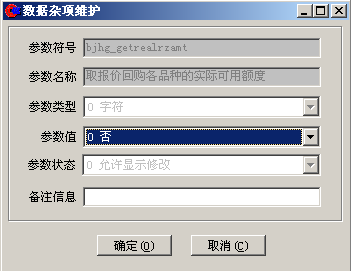 数据杂项维护
参数符号 bjhg_getrealrzamt
参数名称 取报价回购各品种的实际可用额度
参数类型 0 字符
参数值 0 否
参数状态 0 允许显示修改
备注信息
确定(O) 取消(C)